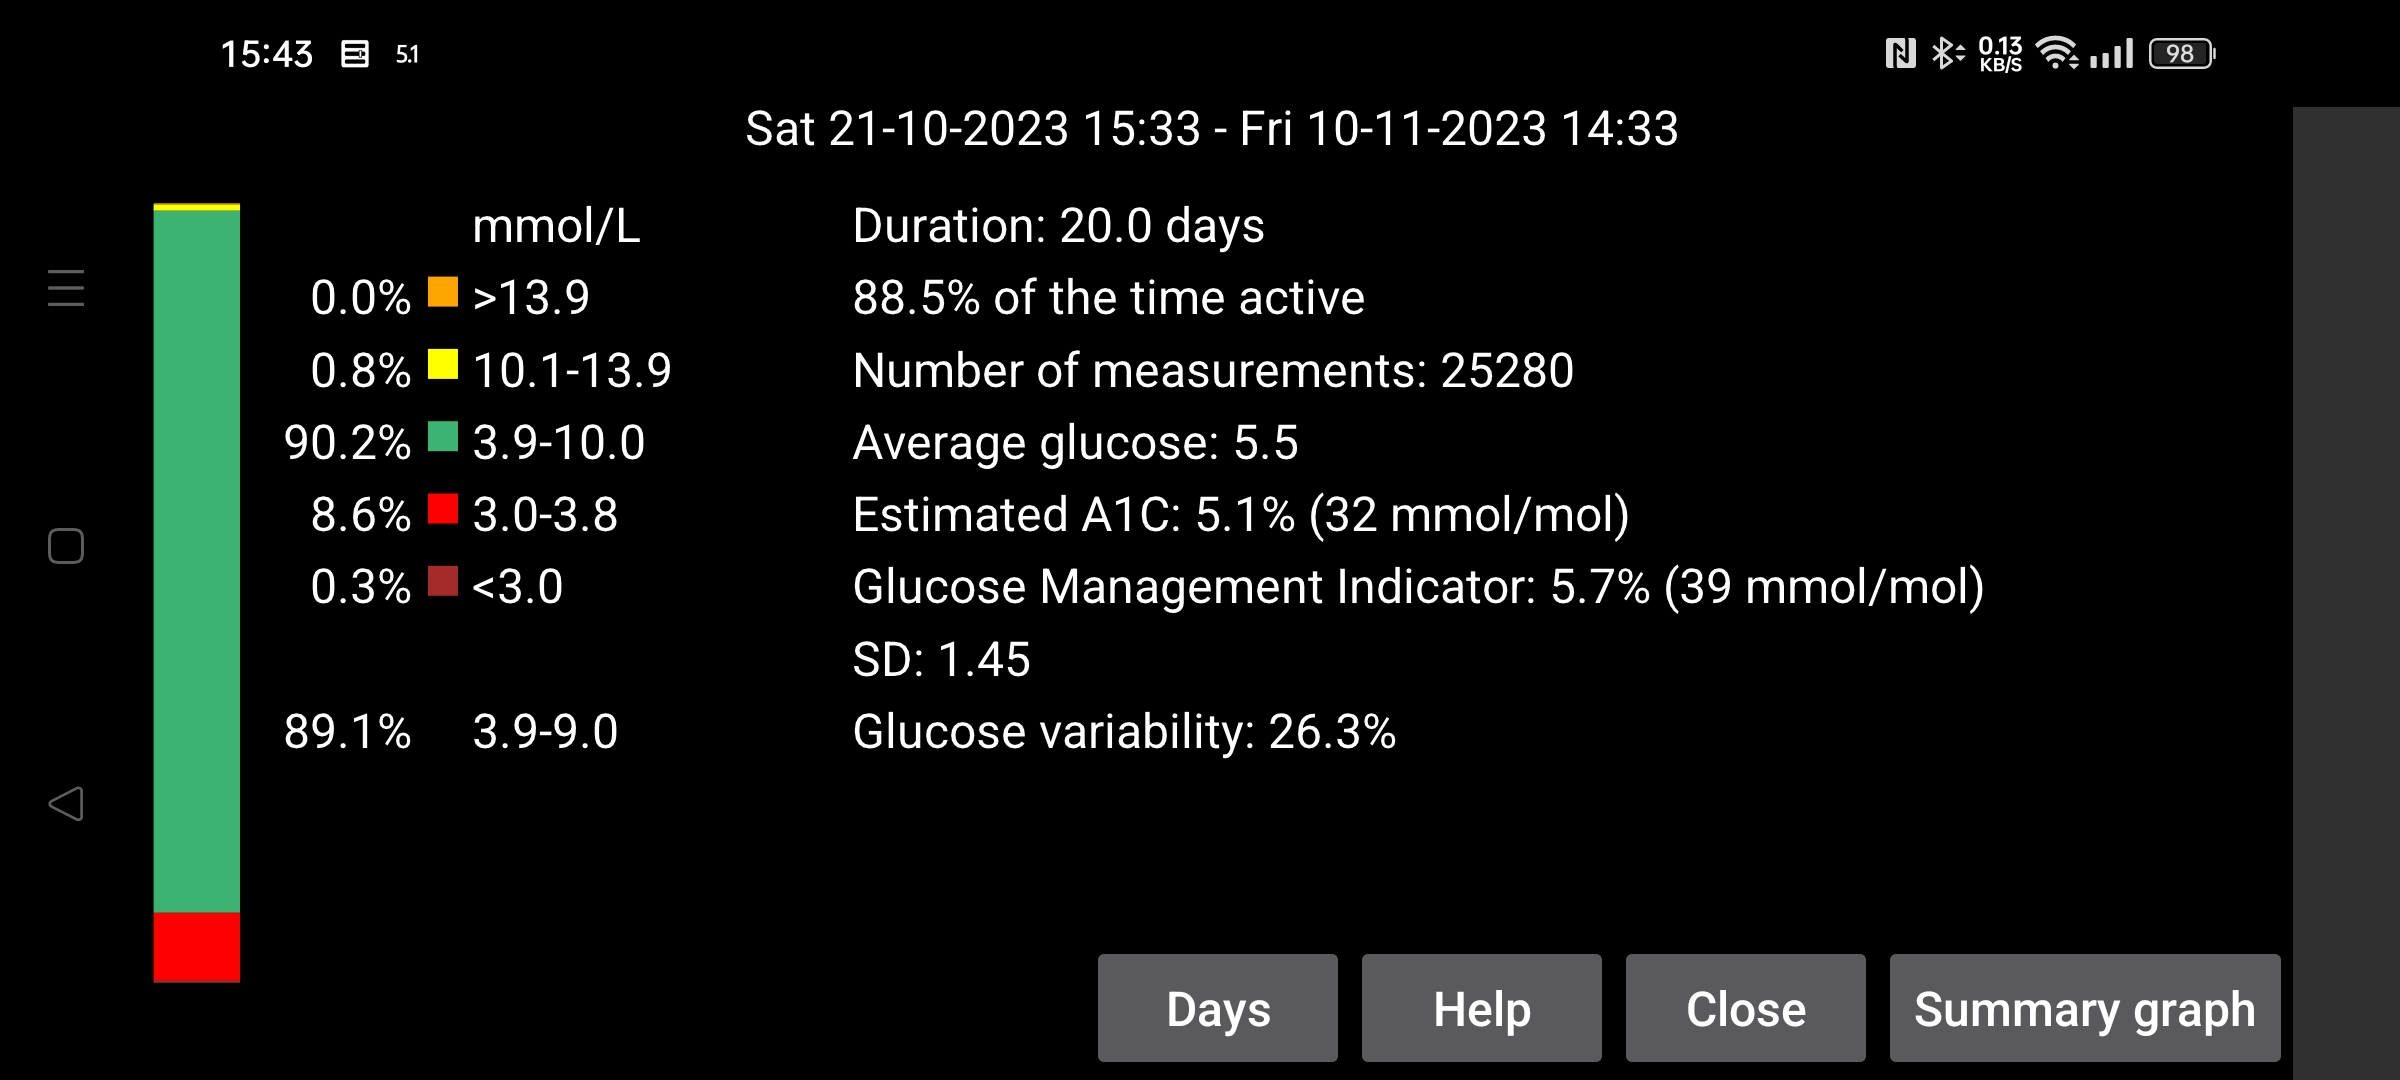 15:43 5.1 0.13 KB/S 98
Sat 21-10-2023 15:33 - Fri 10-11-2023 14:33
mmol/L Duration: 20.0 days
0.0% >13.9 88.5% of the time active
0.8% 10.1-13.9 Number of measurements: 25280
90.2% 3.9-10.0 Average glucose: 5.5
8.6% 3.0-3.8 Estimated A1C: 5.1% (32 mmol/mol)
0.3% <3.0 Glucose Management Indicator: 5.7% (39 mmol/mol)
SD: 1.45
89.1% 3.9-9.0 Glucose variability: 26.3%
Days Help Close Summary graph